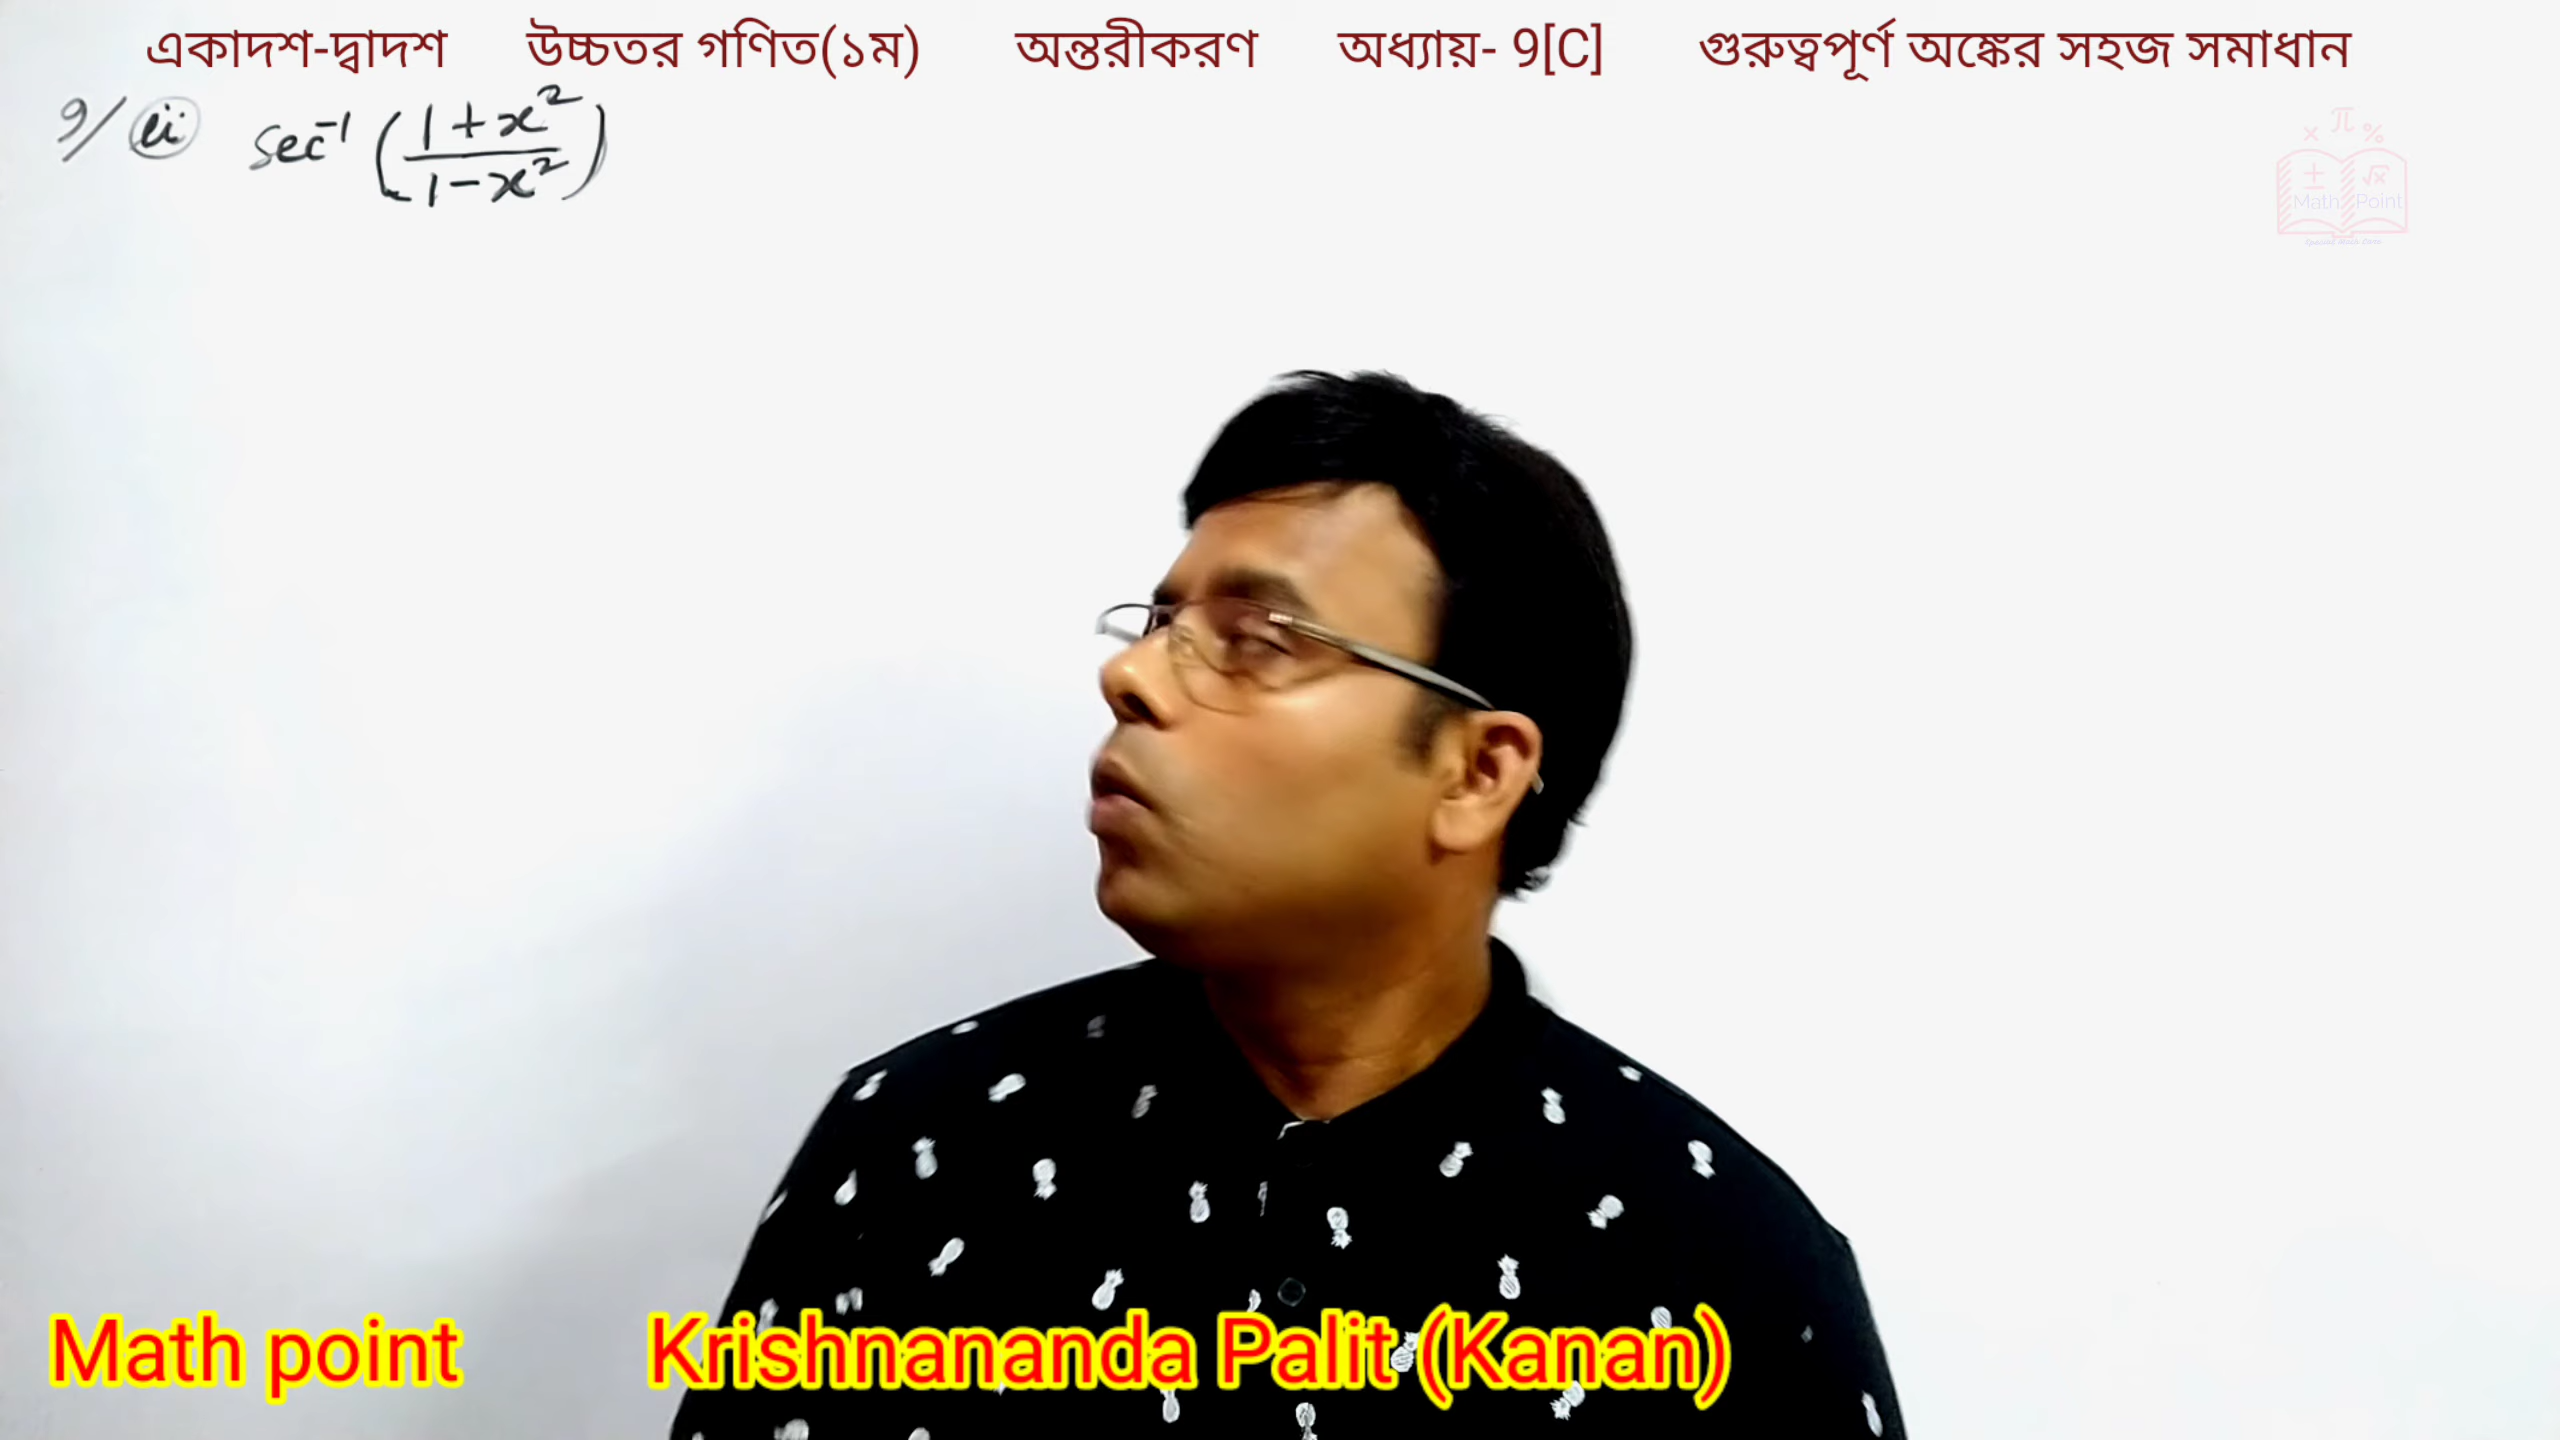 একাদশ-দ্বাদশ উচ্চতর গণিত(১ম) অন্তরীকরণ অধ্যায়- 9[C] গুরুত্বপূর্ণ অঙ্কের সহজ সমাধান
9/ (ii) sec⁻¹ ((1+x²)/(1-x²))
π
× %
± √x
Math Point
Math point Krishnananda Palit (Kanan)